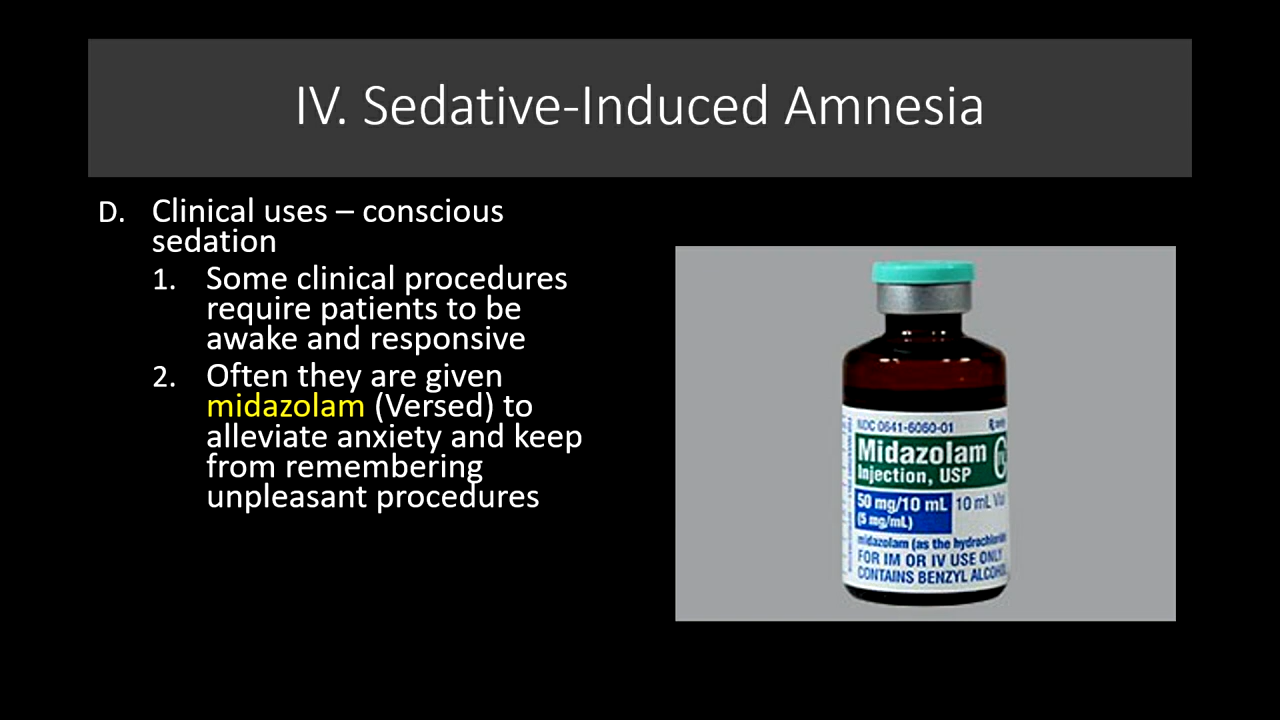 IV. Sedative-Induced Amnesia
D. Clinical uses – conscious
sedation
1. Some clinical procedures
require patients to be
awake and responsive
2. Often they are given
midazolam (Versed) to
alleviate anxiety and keep
from remembering
unpleasant procedures
NDC 0641-6060-01 Rx only
Midazolam
Injection, USP
50 mg/10 mL 10 mL
(5 mg/mL)
midazolam (as the
FOR IM OR IV USE ONLY
CONTAINS BENZYL